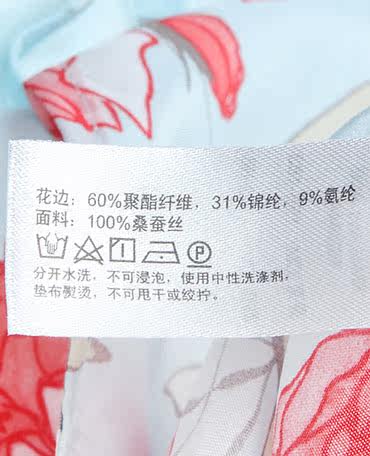 花边：60%聚酯纤维，31%锦纶，9%氨纶
面料：100%桑蚕丝
P
分开水洗，不可浸泡，使用中性洗涤剂，
垫布熨烫，不可甩干或绞拧。